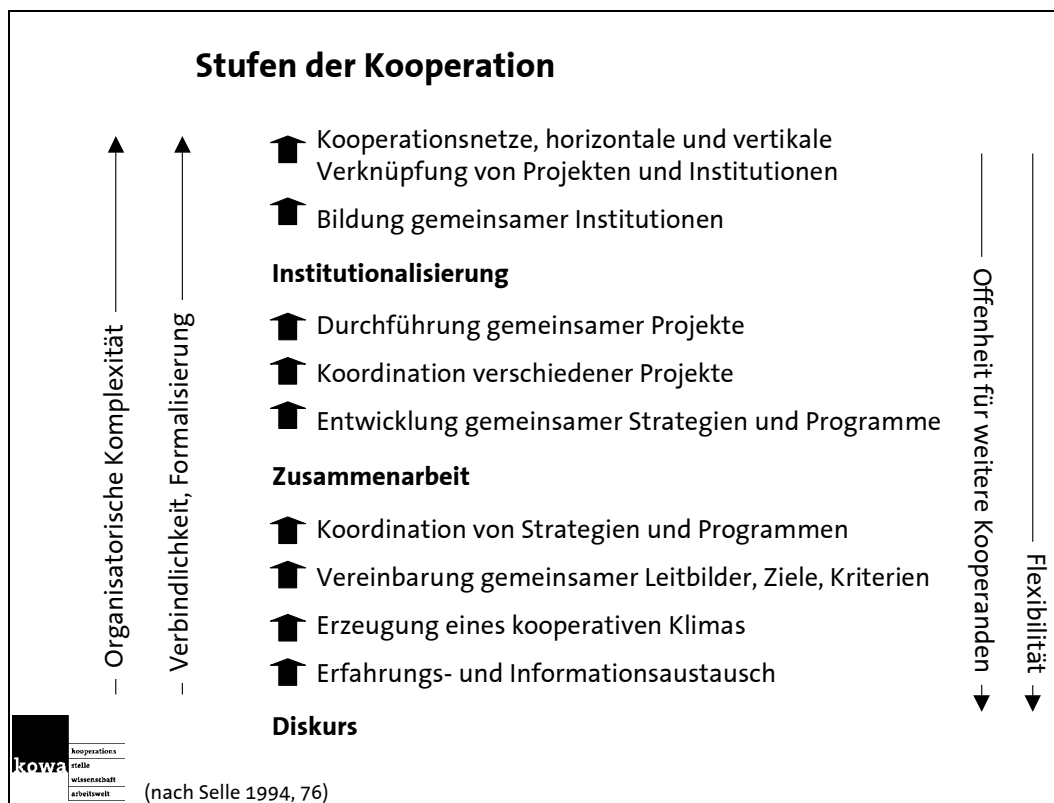 Stufen der Kooperation
Kooperationsnetze, horizontale und vertikale
Verknüpfung von Projekten und Institutionen
Bildung gemeinsamer Institutionen
Institutionalisierung
Durchführung gemeinsamer Projekte
Koordination verschiedener Projekte
Entwicklung gemeinsamer Strategien und Programme
Zusammenarbeit
Koordination von Strategien und Programmen
Vereinbarung gemeinsamer Leitbilder, Ziele, Kriterien
Erzeugung eines kooperativen Klimas
Erfahrungs- und Informationsaustausch
Diskurs
Organisatorische Komplexität
Verbindlichkeit, Formalisierung
Offenheit für weitere Kooperanden
Flexibilität
kowa
kooperations
stelle
wissenschaft
arbeitswelt
(nach Selle 1994, 76)